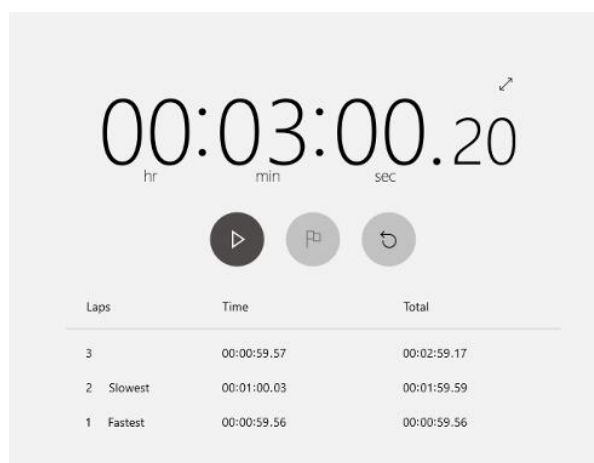 00:03:00.20
hr min sec
Laps Time Total
3 00:00:59.57 00:02:59.17
2 Slowest 00:01:00.03 00:01:59.59
1 Fastest 00:00:59.56 00:00:59.56